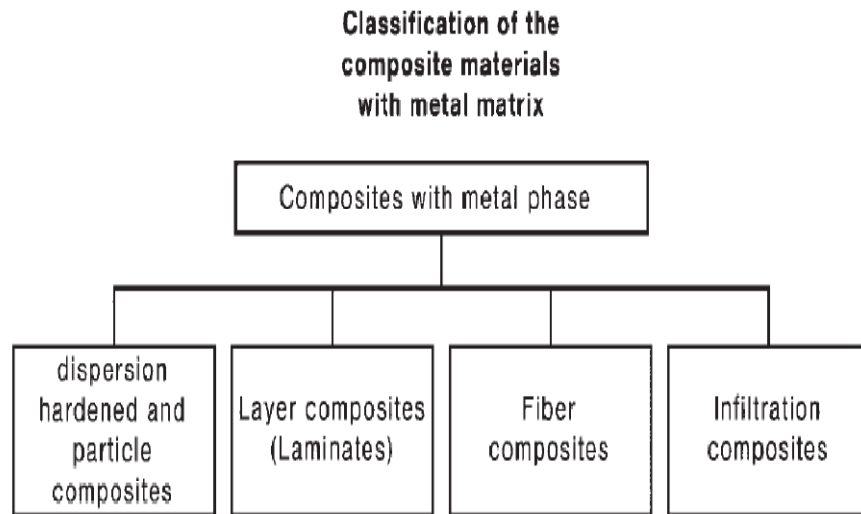 Classification of the
composite materials
with metal matrix
Composites with metal phase
dispersion
hardened and
particle
composites
Layer composites
(Laminates)
Fiber
composites
Infiltration
composites